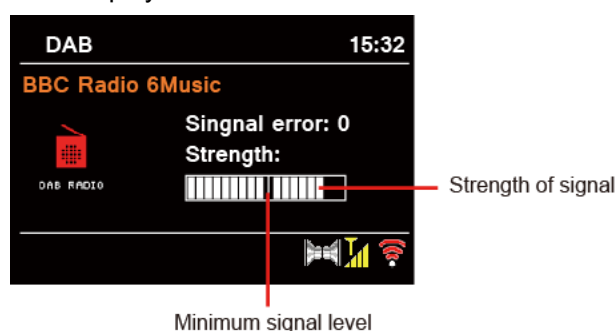 DAB 15:32
BBC Radio 6Music
Singnal error: 0
Strength:
DAB RADIO
Strength of signal
Minimum signal level